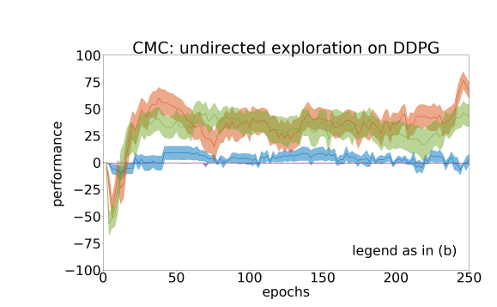 CMC: undirected exploration on DDPG
100
75
50
25
0
−25
−50
−75
−100
performance
legend as in (b)
0 50 100 150 200 250
epochs